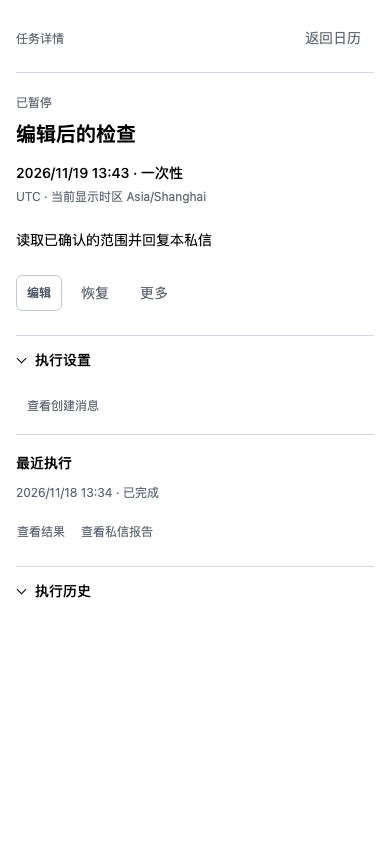 任务详情
返回日历
已暂停
编辑后的检查
2026/11/19 13:43 · 一次性
UTC · 当前显示时区 Asia/Shanghai
读取已确认的范围并回复本私信
编辑 恢复 更多
执行设置
查看创建消息
最近执行
2026/11/18 13:34 · 已完成
查看结果 查看私信报告
执行历史